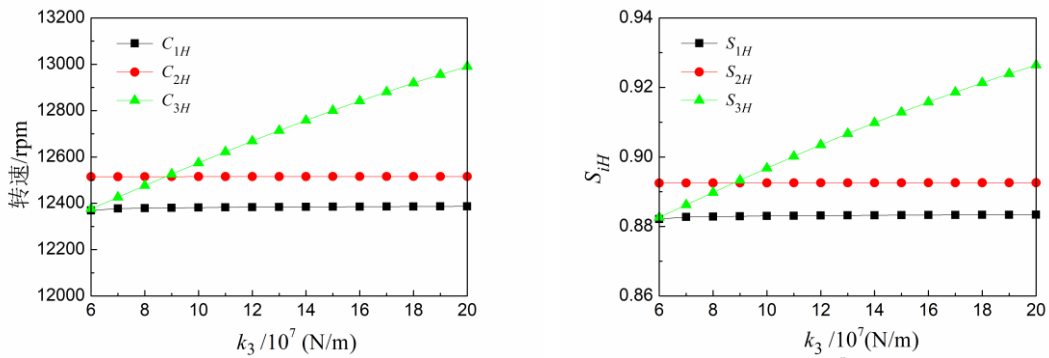 13200
13000
12800
12600
12400
12200
12000
转速/rpm
C1H
C2H
C3H
6 8 10 12 14 16 18 20
k3 /10^7 (N/m)
0.94
0.92
0.90
0.88
0.86
SiH
S1H
S2H
S3H
6 8 10 12 14 16 18 20
k3 /10^7(N/m)